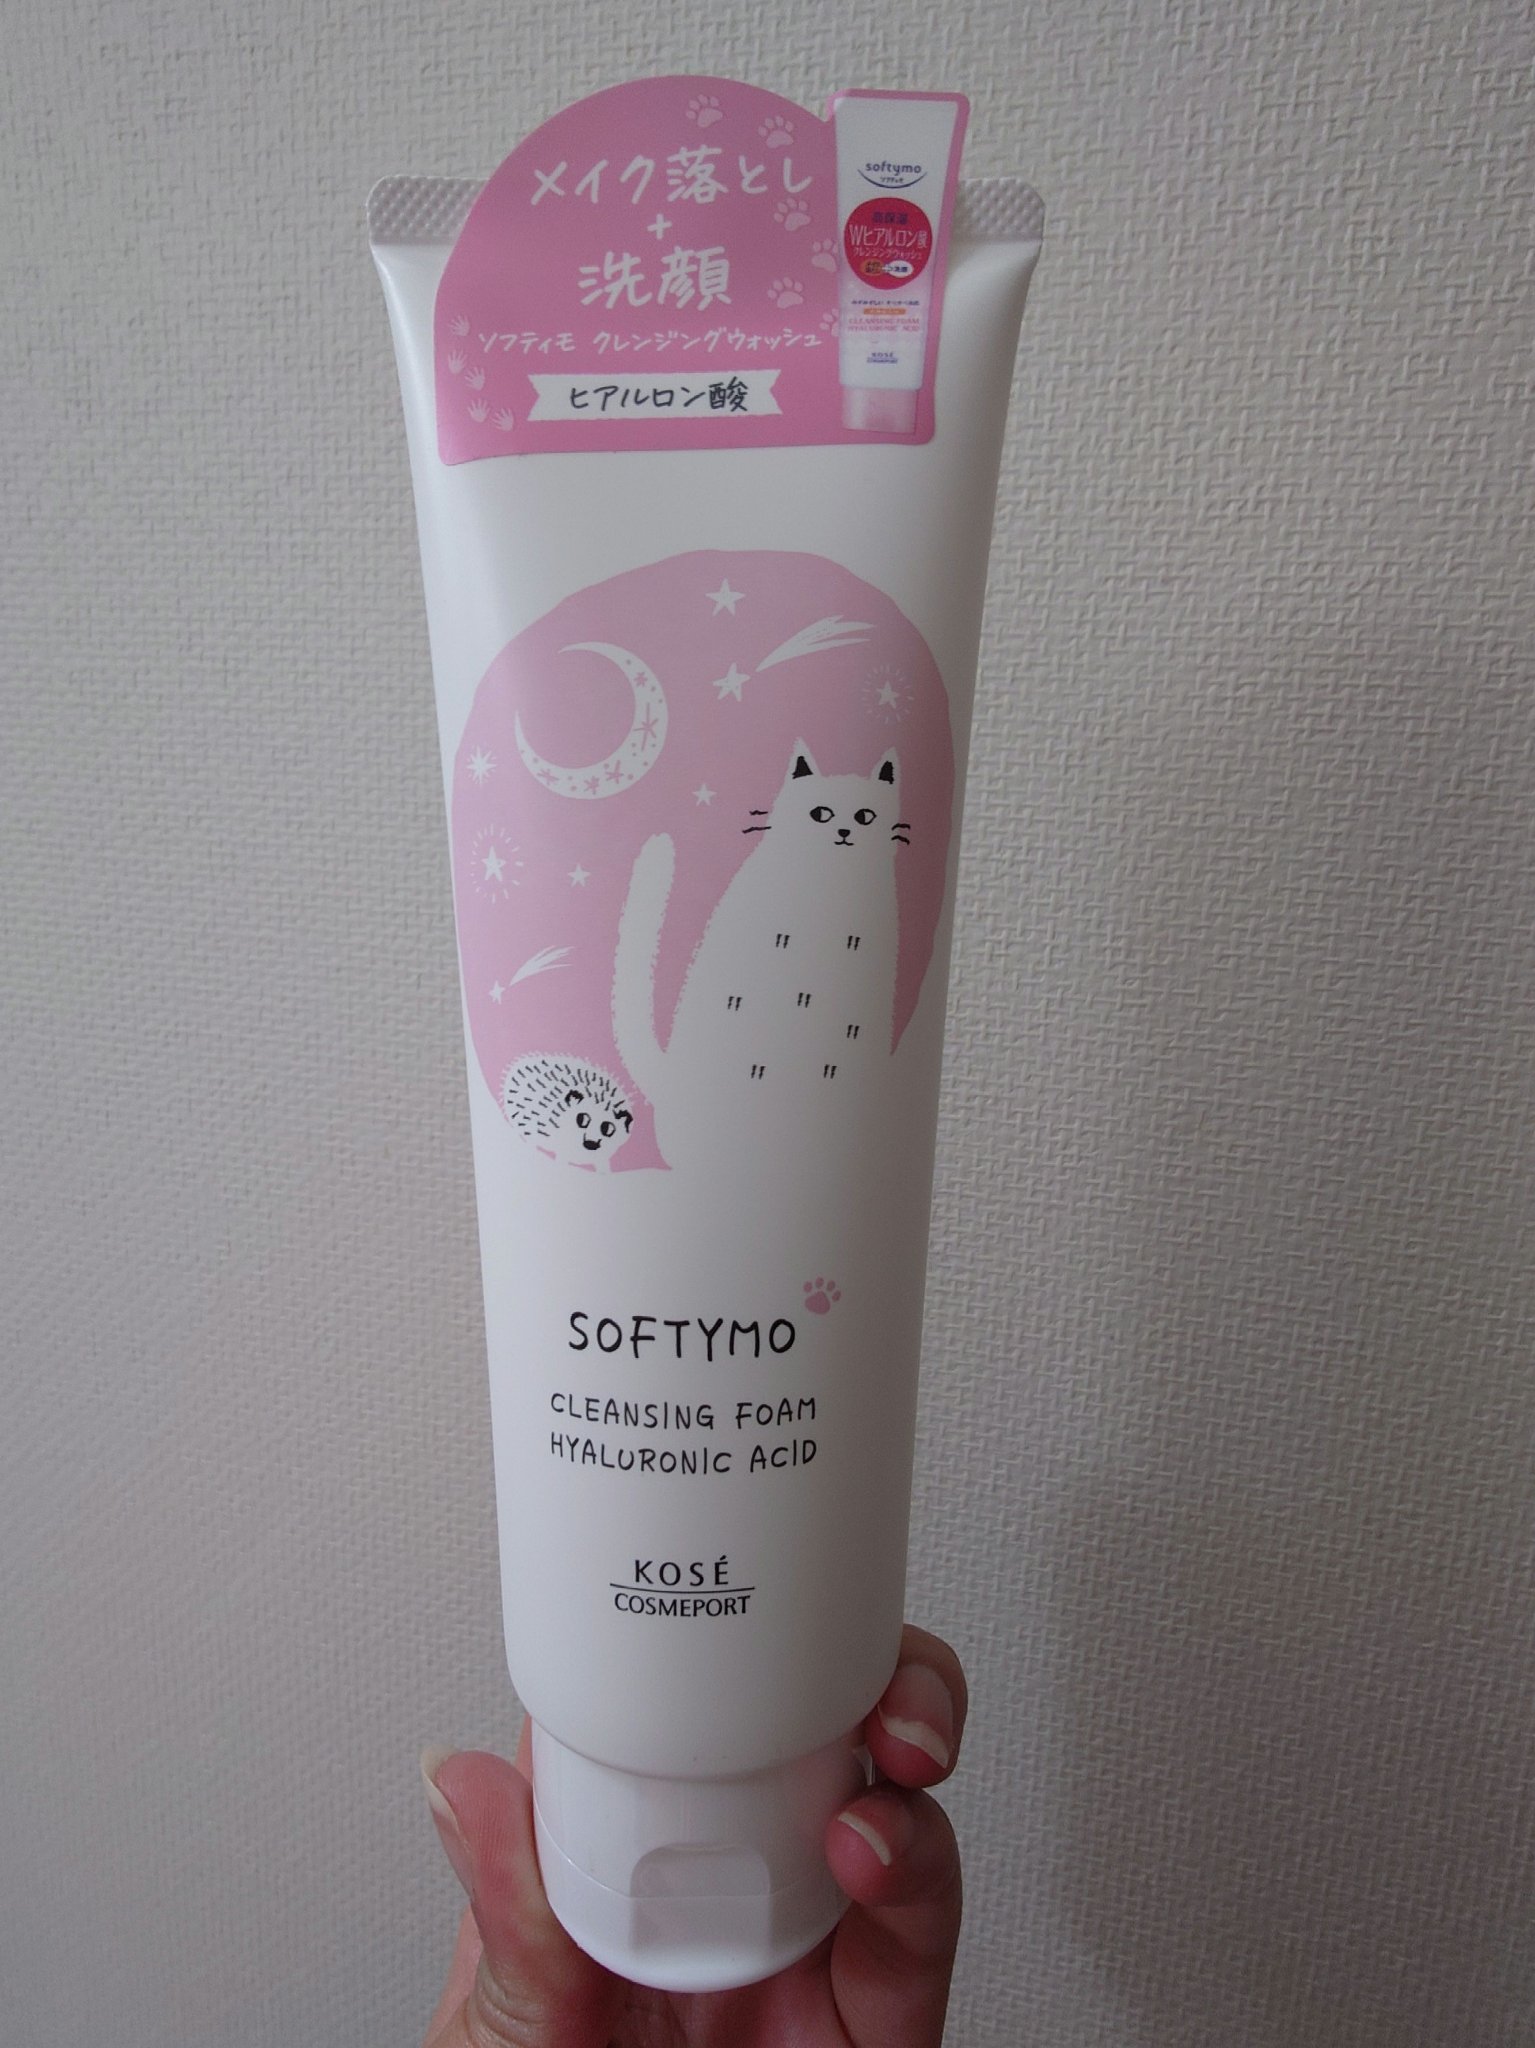 メイク落とし
+
洗顔
ソフティモ クレンジングウォッシュ
ヒアルロン酸
softymo
ソフティモ
高保湿
Wヒアルロン酸
クレンジングウォッシュ
CLEANSING FOAM
HYALURONIC ACID
KOSÉ
COSMEPORT
SOFTYMO
CLEANSING FOAM
HYALURONIC ACID
KOSÉ
COSMEPORT